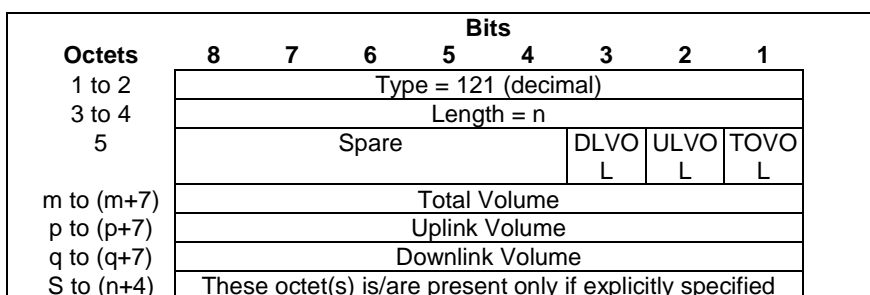 Bits
Octets 8 7 6 5 4 3 2 1
1 to 2 Type = 121 (decimal)
3 to 4 Length = n
5 Spare DLVO ULVO TOVO
L L L
m to (m+7) Total Volume
p to (p+7) Uplink Volume
q to (q+7) Downlink Volume
S to (n+4) These octet(s) is/are present only if explicitly specified